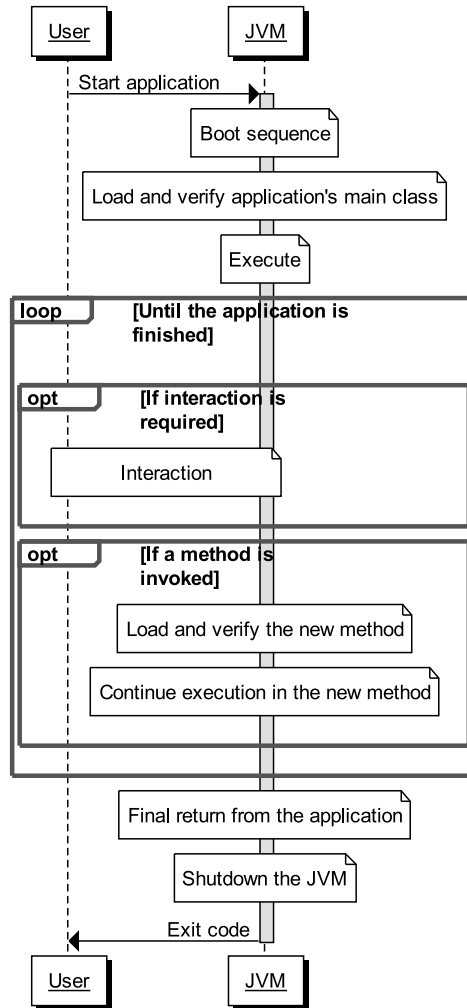 User
JVM
Start application
Boot sequence
Load and verify application's main class
Execute
loop
[Until the application is
finished]
opt
[If interaction is
required]
Interaction
opt
[If a method is
invoked]
Load and verify the new method
Continue execution in the new method
Final return from the application
Shutdown the JVM
Exit code
User
JVM